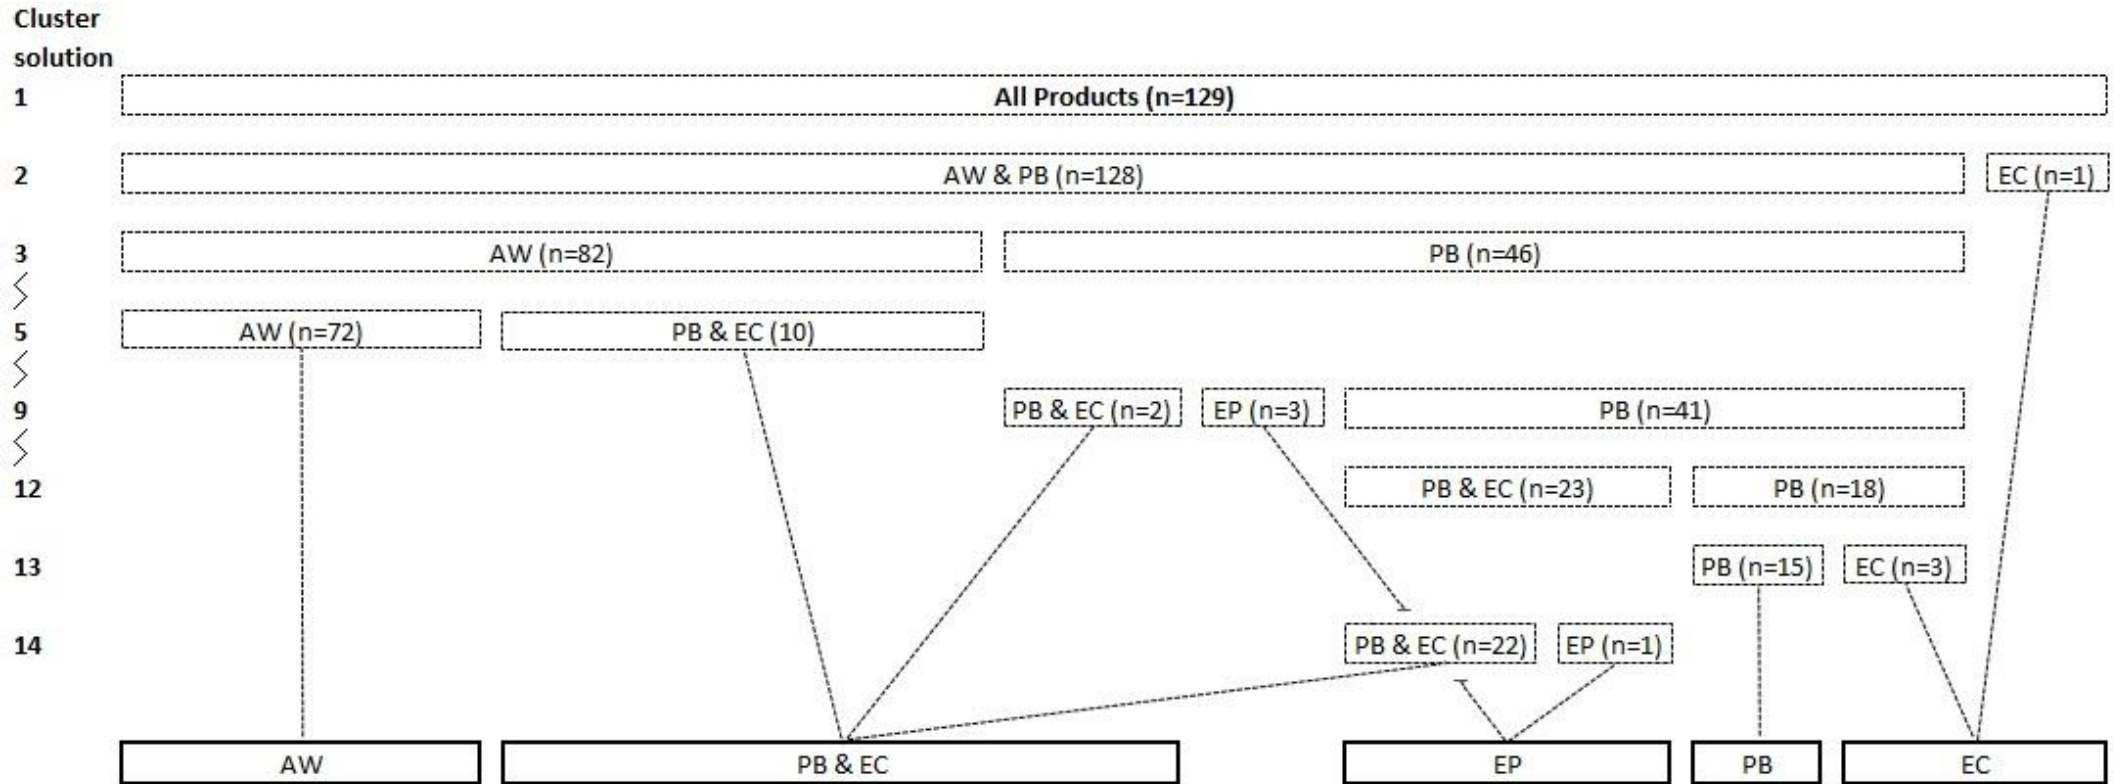 Cluster
solution
1 All Products (n=129)
2 AW & PB (n=128) EC (n=1)
3 AW (n=82) PB (n=46)
5 AW (n=72) PB & EC (10)
9 PB & EC (n=2) EP (n=3) PB (n=41)
12 PB & EC (n=23) PB (n=18)
13 PB (n=15) EC (n=3)
14 PB & EC (n=22) EP (n=1)
AW PB & EC EP PB EC